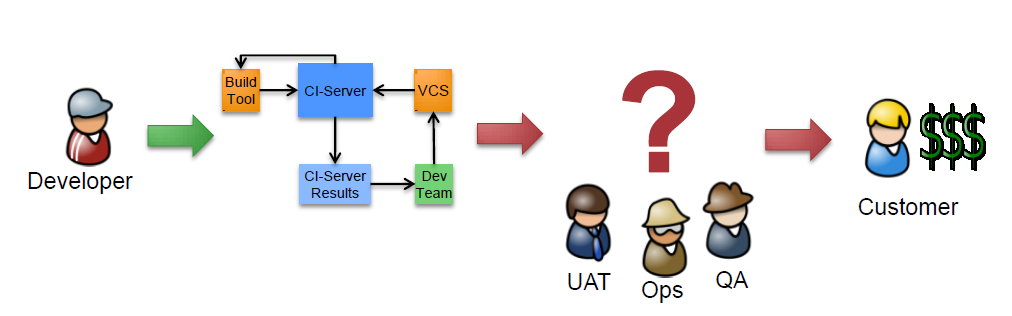 Developer
Build
Tool
CI-Server
VCS
CI-Server
Results
Dev
Team
?
UAT
Ops
QA
$$$
Customer